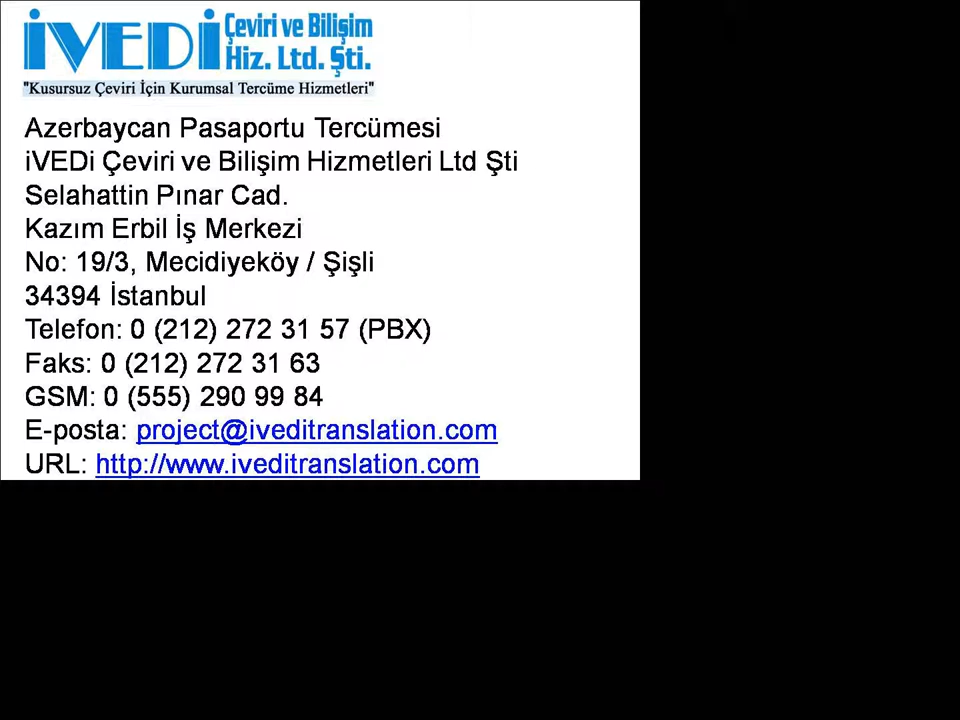 iVEDİ Çeviri ve Bilişim
Hiz. Ltd. Şti.
"Kusursuz Çeviri İçin Kurumsal Tercüme Hizmetleri"
Azerbaycan Pasaportu Tercümesi
iVEDi Çeviri ve Bilişim Hizmetleri Ltd Şti
Selahattin Pınar Cad.
Kazım Erbil İş Merkezi
No: 19/3, Mecidiyeköy / Şişli
34394 İstanbul
Telefon: 0 (212) 272 31 57 (PBX)
Faks: 0 (212) 272 31 63
GSM: 0 (555) 290 99 84
E-posta: project@iveditranslation.com
URL: http://www.iveditranslation.com